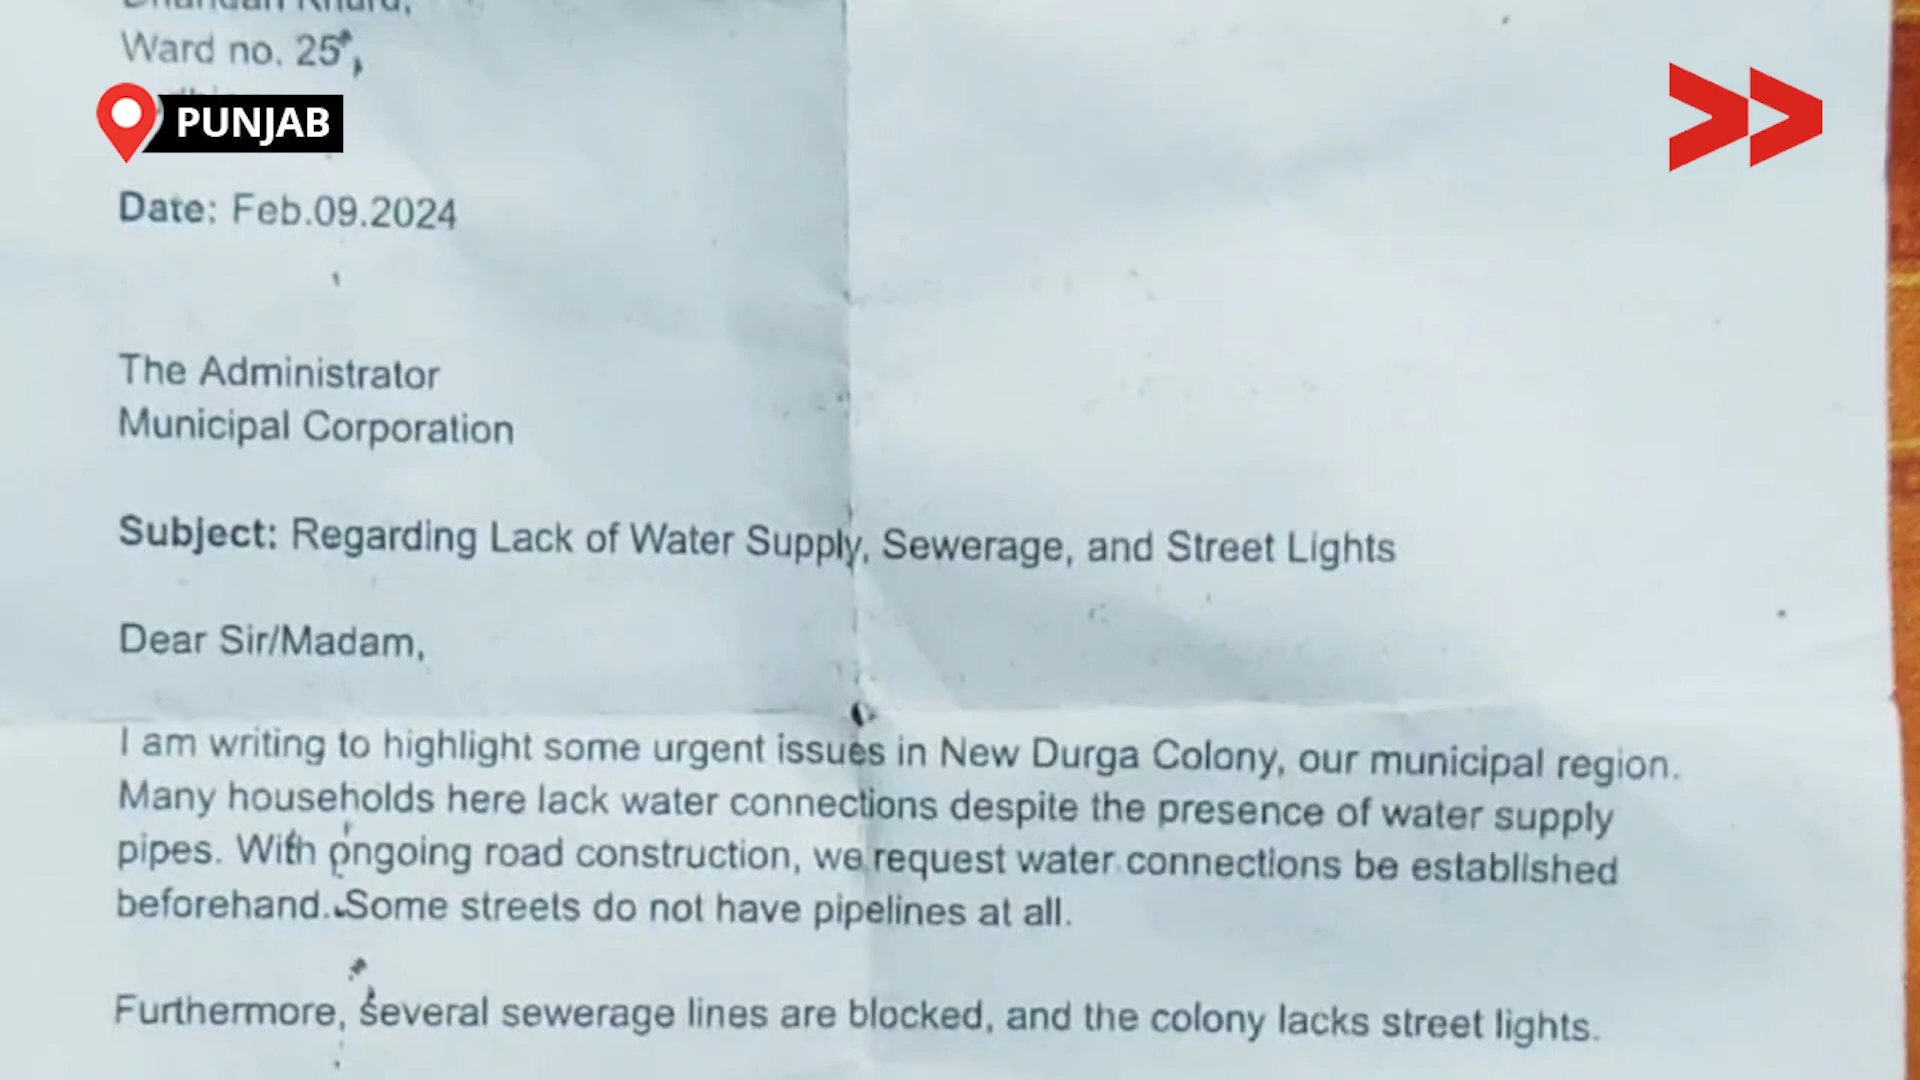 Ward no. 25,
PUNJAB
Date: Feb.09.2024
The Administrator
Municipal Corporation
Subject: Regarding Lack of Water Supply, Sewerage, and Street Lights
Dear Sir/Madam,
I am writing to highlight some urgent issues in New Durga Colony, our municipal region.
Many households here lack water connections despite the presence of water supply
pipes. With ongoing road construction, we request water connections be established
beforehand. Some streets do not have pipelines at all.
Furthermore, several sewerage lines are blocked, and the colony lacks street lights.